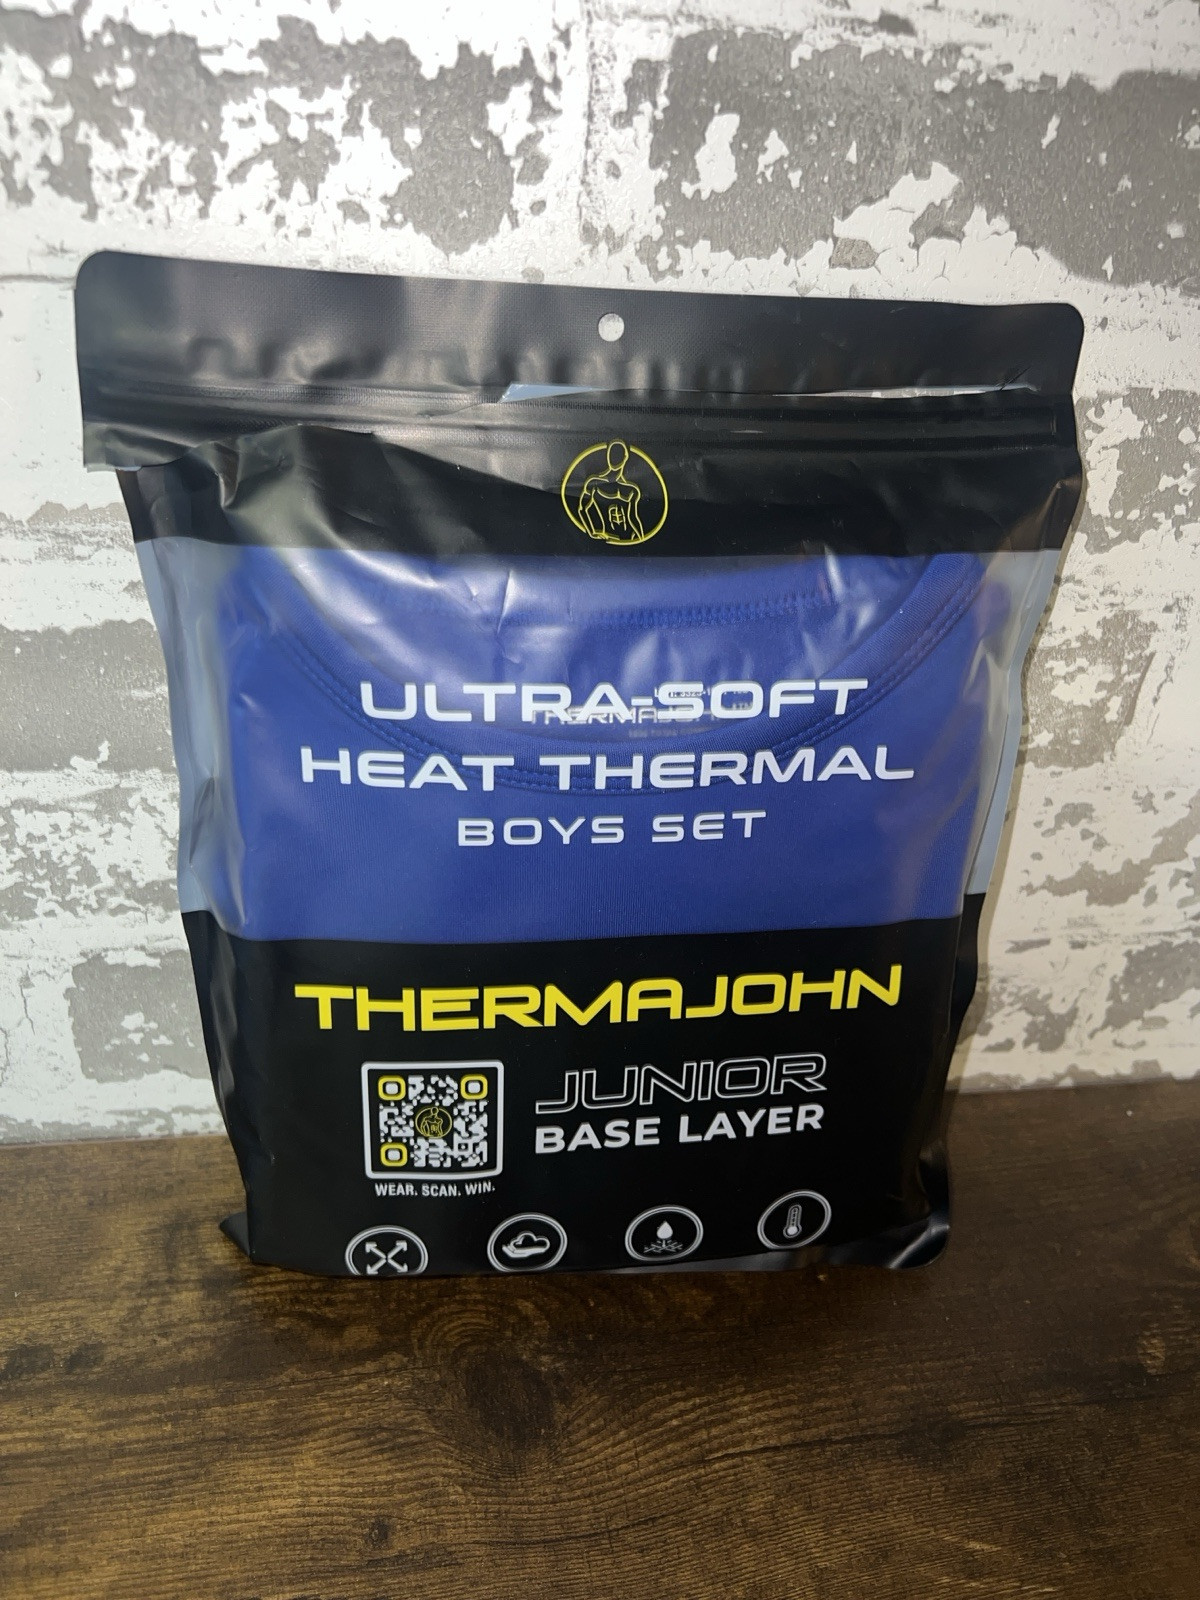 ULTRA-SOFT
HEAT THERMAL
BOYS SET
THERMAJOHN
JUNIOR
BASE LAYER
WEAR. SCAN. WIN.